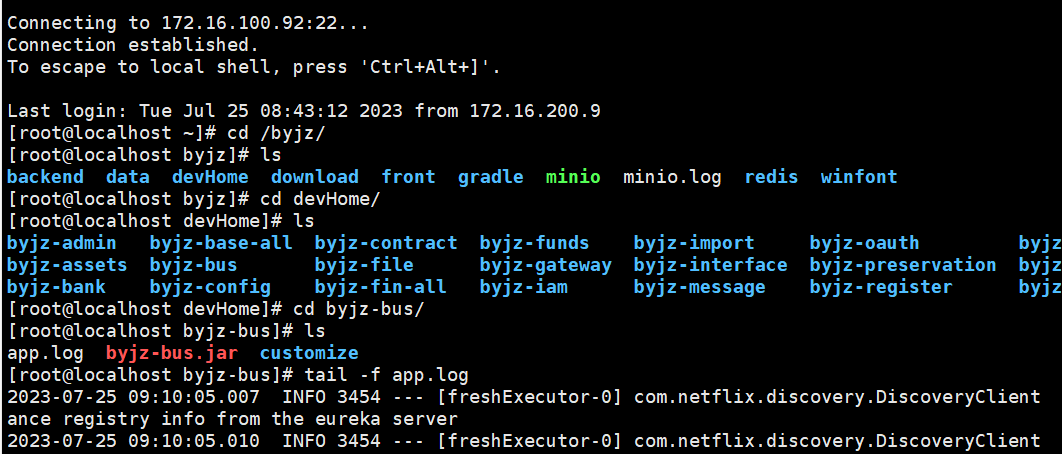 Connecting to 172.16.100.92:22...
Connection established.
To escape to local shell, press 'Ctrl+Alt+]'.
Last login: Tue Jul 25 08:43:12 2023 from 172.16.200.9
[root@localhost ~]# cd /byjz/
[root@localhost byjz]# ls
backend  data  devHome  download  front  gradle  minio  minio.log  redis  winfont
[root@localhost byjz]# cd devHome/
[root@localhost devHome]# ls
byjz-admin   byjz-base-all  byjz-contract  byjz-funds    byjz-import     byjz-oauth         byjz
byjz-assets  byjz-bus       byjz-file      byjz-gateway  byjz-interface  byjz-preservation  byjz
byjz-bank    byjz-config    byjz-fin-all   byjz-iam      byjz-message    byjz-register      byjz
[root@localhost devHome]# cd byjz-bus/
[root@localhost byjz-bus]# ls
app.log  byjz-bus.jar  customize
[root@localhost byjz-bus]# tail -f app.log
2023-07-25 09:10:05.007  INFO 3454 --- [freshExecutor-0] com.netflix.discovery.DiscoveryClient
ance registry info from the eureka server
2023-07-25 09:10:05.010  INFO 3454 --- [freshExecutor-0] com.netflix.discovery.DiscoveryClient